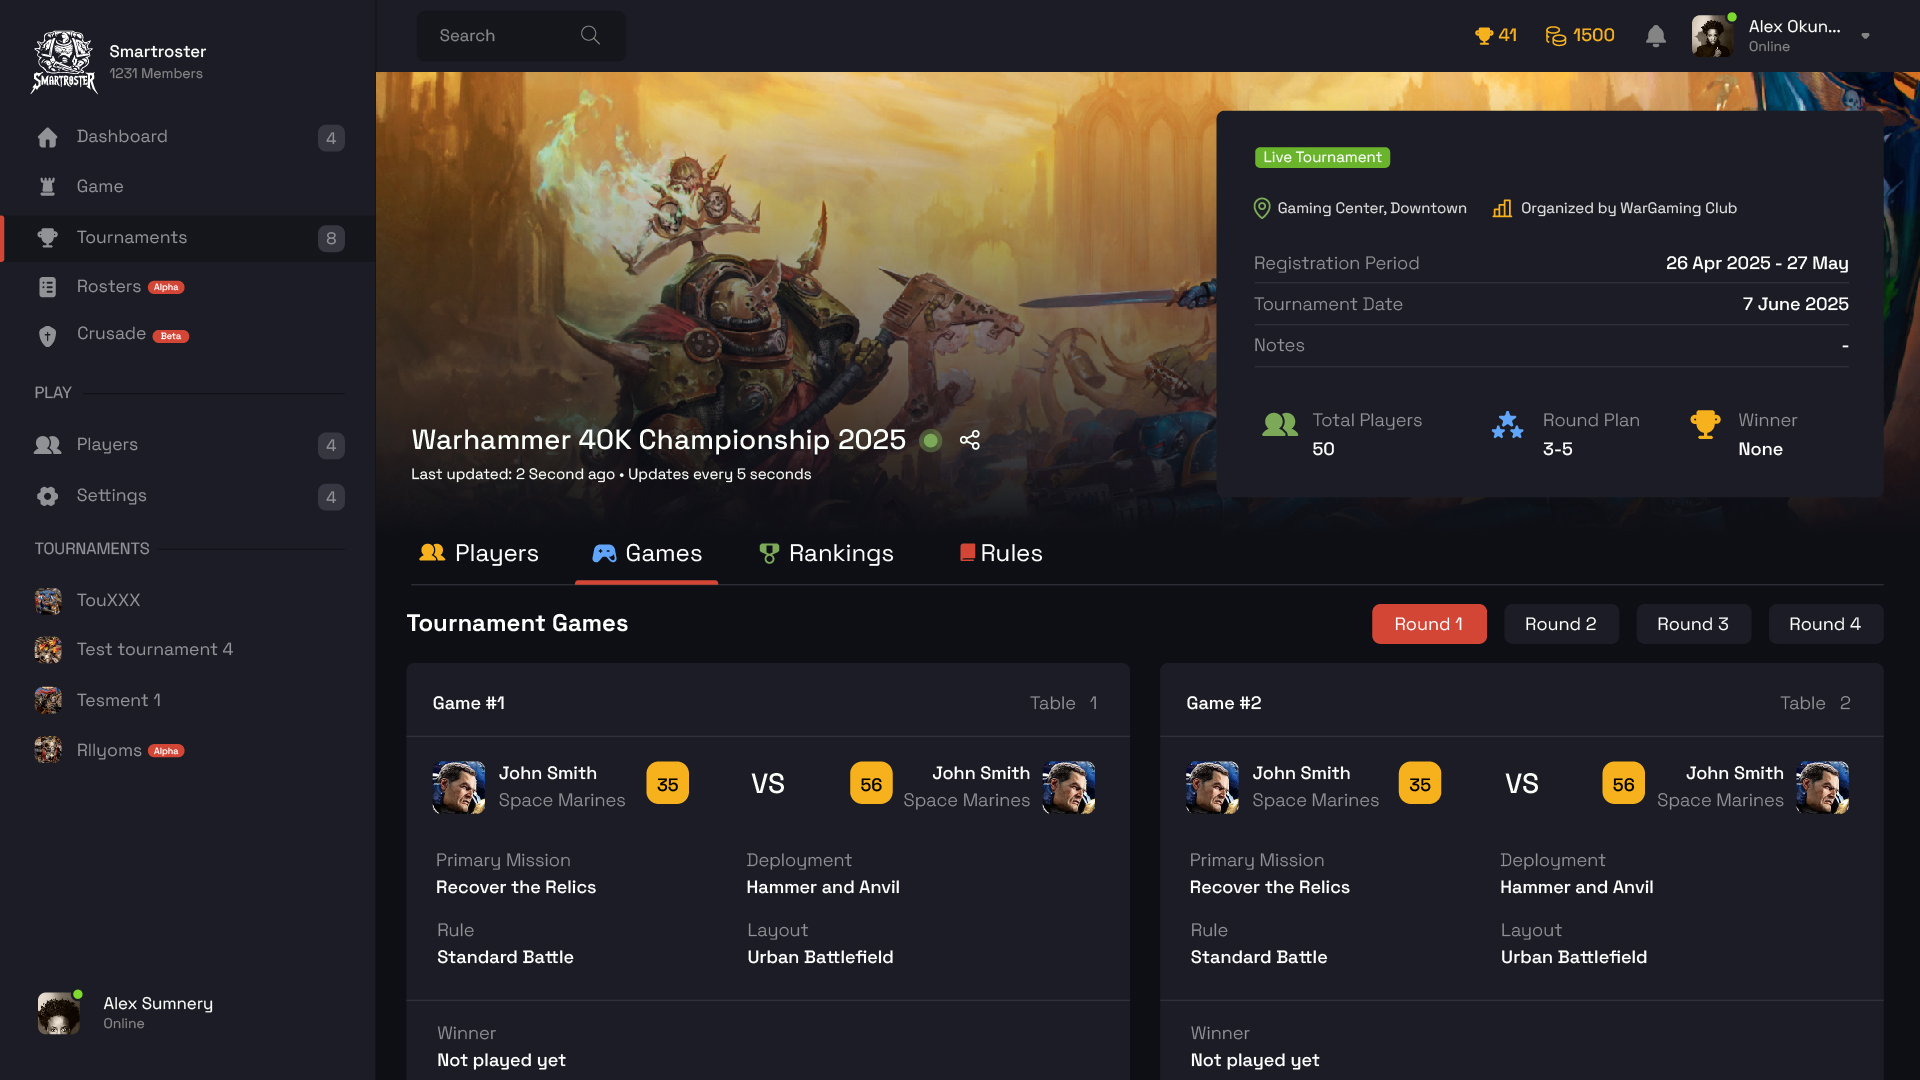 SMARTROSTER
Smartroster
1231 Members
Dashboard 4
Game
Tournaments 8
Rosters Alpha
Crusade Beta
PLAY
Players 4
Settings 4
TOURNAMENTS
TouXXX
Test tournament 4
Tesment 1
Rllyoms Alpha
Alex Sumnery
Online
Search
41
1500
Alex Okun...
Online
Live Tournament
Gaming Center, Downtown
Organized by WarGaming Club
Registration Period 26 Apr 2025 - 27 May
Tournament Date 7 June 2025
Notes -
Total Players
50
Round Plan
3-5
Winner
None
Warhammer 40K Championship 2025
Last updated: 2 Second ago • Updates every 5 seconds
Players
Games
Rankings
Rules
Tournament Games
Round 1
Round 2
Round 3
Round 4
Game #1 Table 1
John Smith
Space Marines
35
VS
56
John Smith
Space Marines
Primary Mission
Recover the Relics
Deployment
Hammer and Anvil
Rule
Standard Battle
Layout
Urban Battlefield
Winner
Not played yet
Game #2 Table 2
John Smith
Space Marines
35
VS
56
John Smith
Space Marines
Primary Mission
Recover the Relics
Deployment
Hammer and Anvil
Rule
Standard Battle
Layout
Urban Battlefield
Winner
Not played yet